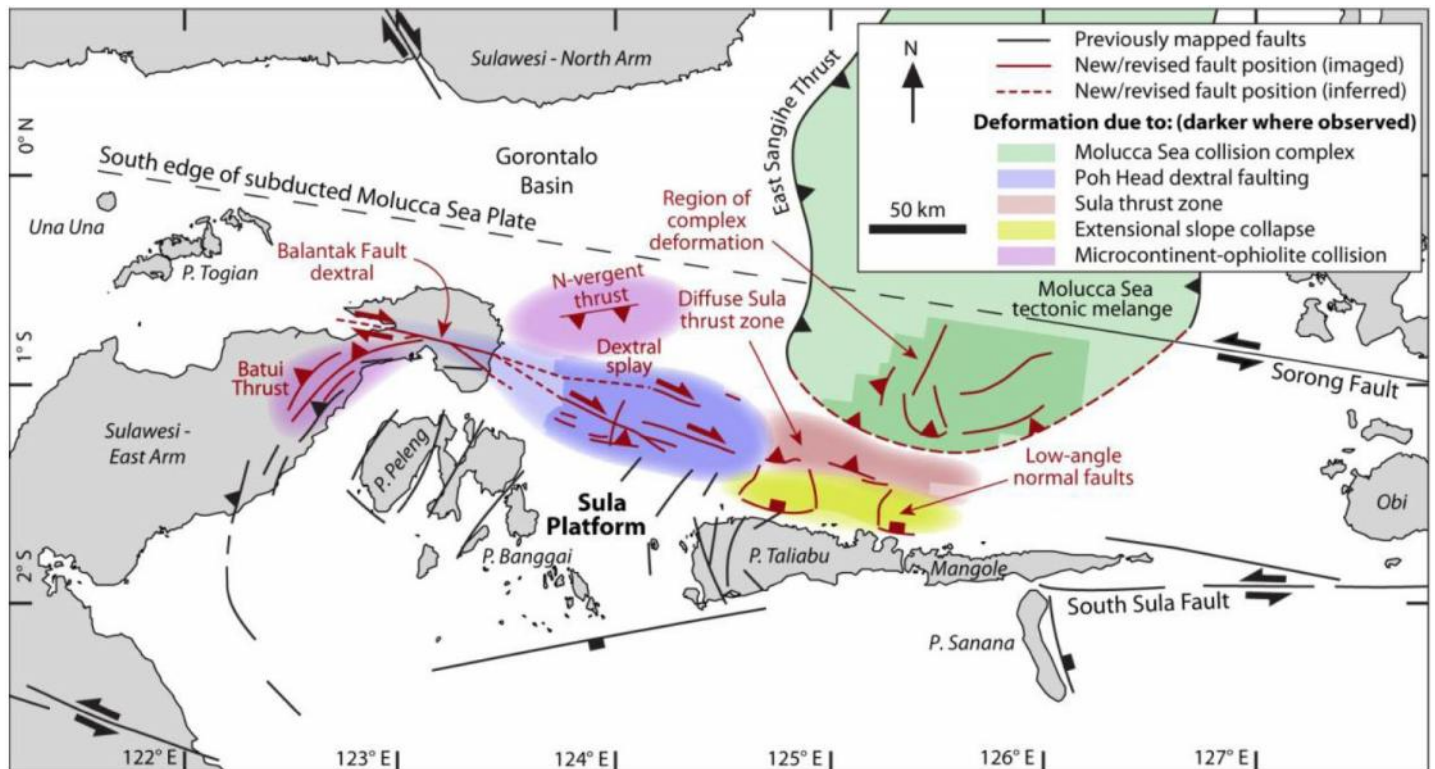 Sulawesi - North Arm
East Sangihe Thrust
N
50 km
Previously mapped faults
New/revised fault position (imaged)
New/revised fault position (inferred)
Deformation due to: (darker where observed)
Molucca Sea collision complex
Poh Head dextral faulting
Sula thrust zone
Extensional slope collapse
Microcontinent-ophiolite collision
0° N
South edge of subducted Molucca Sea Plate
Gorontalo
Basin
Una Una
P. Togian
Balantak Fault
dextral
Region of
complex
deformation
N-vergent
thrust
Diffuse Sula
thrust zone
Molucca Sea
tectonic melange
1° S
Batui
Thrust
Dextral
splay
Sorong Fault
Sulawesi -
East Arm
P. Peleng
Low-angle
normal faults
Sula
Platform
Obi
2° S
P. Banggai
P. Taliabu
Mangole
South Sula Fault
P. Sanana
122° E
123° E
124° E
125° E
126° E
127° E